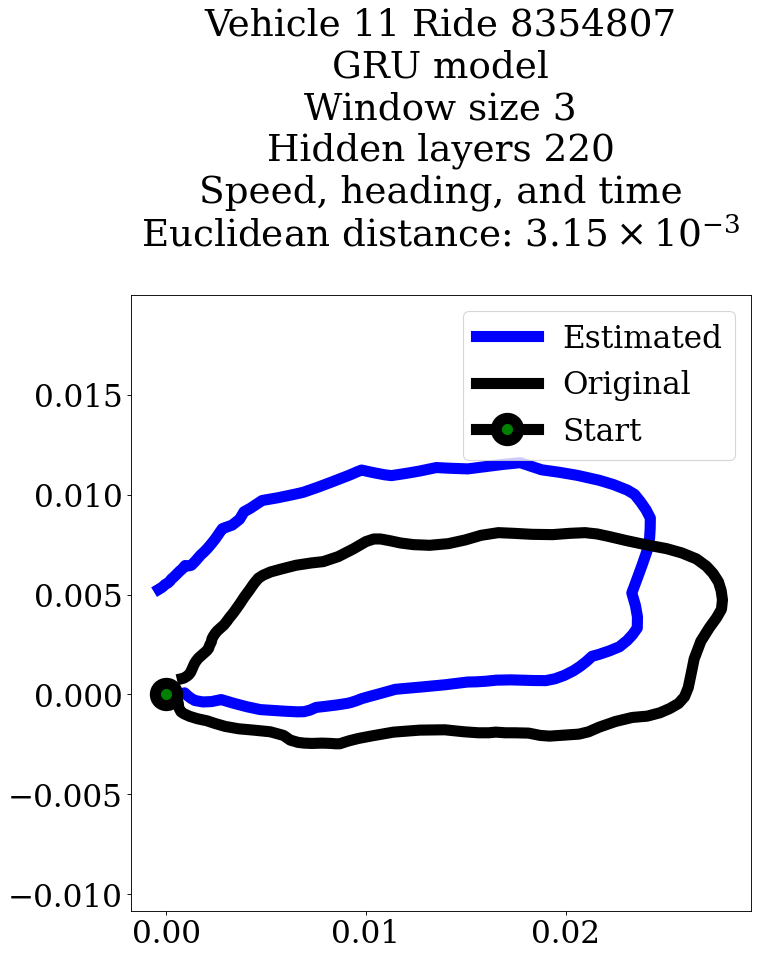 Vehicle 11 Ride 8354807
GRU model
Window size 3
Hidden layers 220
Speed, heading, and time
Euclidean distance: 3.15 × 10⁻³
Estimated
Original
Start
0.015
0.010
0.005
0.000
−0.005
−0.010
0.00 0.01 0.02